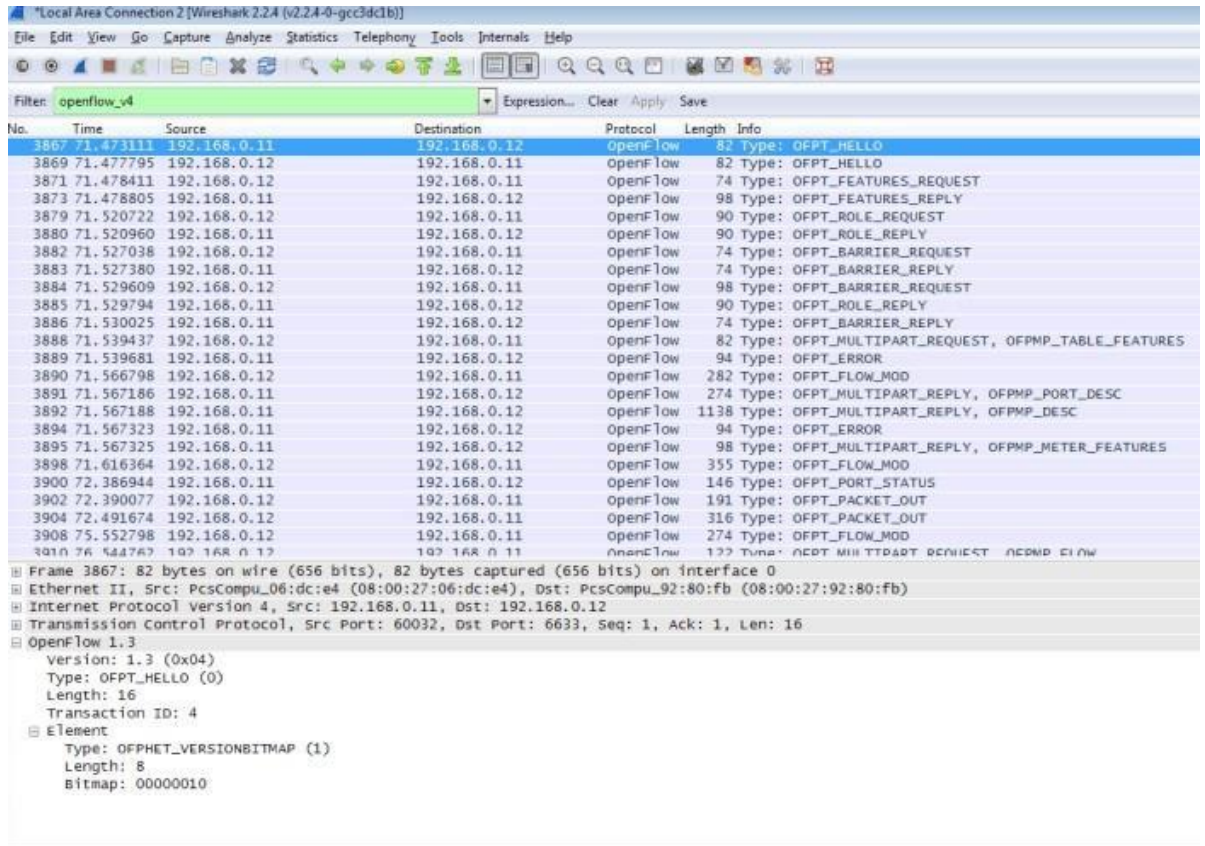 *Local Area Connection 2 [Wireshark 2.2.4 (v2.2.4-0-gcc3dc1b)]
File Edit View Go Capture Analyze Statistics Telephony Tools Internals Help
Filter: openflow_v4 Expression... Clear Apply Save
No. Time Source Destination Protocol Length Info
3867 71.473111 192.168.0.11 192.168.0.12 OpenFlow 82 Type: OFPT_HELLO
3869 71.477795 192.168.0.12 192.168.0.11 OpenFlow 82 Type: OFPT_HELLO
3871 71.478411 192.168.0.12 192.168.0.11 OpenFlow 74 Type: OFPT_FEATURES_REQUEST
3873 71.478805 192.168.0.11 192.168.0.12 OpenFlow 98 Type: OFPT_FEATURES_REPLY
3879 71.520722 192.168.0.12 192.168.0.11 OpenFlow 90 Type: OFPT_ROLE_REQUEST
3880 71.520960 192.168.0.11 192.168.0.12 OpenFlow 90 Type: OFPT_ROLE_REPLY
3882 71.527038 192.168.0.12 192.168.0.11 OpenFlow 74 Type: OFPT_BARRIER_REQUEST
3883 71.527380 192.168.0.11 192.168.0.12 OpenFlow 74 Type: OFPT_BARRIER_REPLY
3884 71.529609 192.168.0.12 192.168.0.11 OpenFlow 98 Type: OFPT_BARRIER_REQUEST
3885 71.529794 192.168.0.11 192.168.0.12 OpenFlow 90 Type: OFPT_ROLE_REPLY
3886 71.530025 192.168.0.11 192.168.0.12 OpenFlow 74 Type: OFPT_BARRIER_REPLY
3888 71.539437 192.168.0.12 192.168.0.11 OpenFlow 82 Type: OFPT_MULTIPART_REQUEST, OFPMP_TABLE_FEATURES
3889 71.539681 192.168.0.11 192.168.0.12 OpenFlow 94 Type: OFPT_ERROR
3890 71.566798 192.168.0.12 192.168.0.11 OpenFlow 282 Type: OFPT_FLOW_MOD
3891 71.567186 192.168.0.11 192.168.0.12 OpenFlow 274 Type: OFPT_MULTIPART_REPLY, OFPMP_PORT_DESC
3892 71.567188 192.168.0.11 192.168.0.12 OpenFlow 1138 Type: OFPT_MULTIPART_REPLY, OFPMP_DESC
3894 71.567323 192.168.0.11 192.168.0.12 OpenFlow 94 Type: OFPT_ERROR
3895 71.567325 192.168.0.11 192.168.0.12 OpenFlow 98 Type: OFPT_MULTIPART_REPLY, OFPMP_METER_FEATURES
3898 71.616364 192.168.0.12 192.168.0.11 OpenFlow 355 Type: OFPT_FLOW_MOD
3900 72.386944 192.168.0.12 192.168.0.11 OpenFlow 146 Type: OFPT_PORT_STATUS
3902 72.390077 192.168.0.12 192.168.0.11 OpenFlow 191 Type: OFPT_PACKET_OUT
3904 72.491674 192.168.0.12 192.168.0.11 OpenFlow 316 Type: OFPT_PACKET_OUT
3908 75.552798 192.168.0.12 192.168.0.11 OpenFlow 274 Type: OFPT_FLOW_MOD
3910 76.544762 192.168.0.12 192.168.0.11 OpenFlow 122 Type: OFPT_MULTIPART_REQUEST, OFPMP_FLOW
Frame 3867: 82 bytes on wire (656 bits), 82 bytes captured (656 bits) on interface 0
Ethernet II, Src: PcsCompu_06:dc:e4 (08:00:27:06:dc:e4), Dst: PcsCompu_92:80:fb (08:00:27:92:80:fb)
Internet Protocol Version 4, Src: 192.168.0.11, Dst: 192.168.0.12
Transmission Control Protocol, Src Port: 60032, Dst Port: 6633, Seq: 1, Ack: 1, Len: 16
OpenFlow 1.3
Version: 1.3 (0x04)
Type: OFPT_HELLO (0)
Length: 16
Transaction ID: 4
Element
Type: OFPHET_VERSIONBITMAP (1)
Length: 8
Bitmap: 00000010